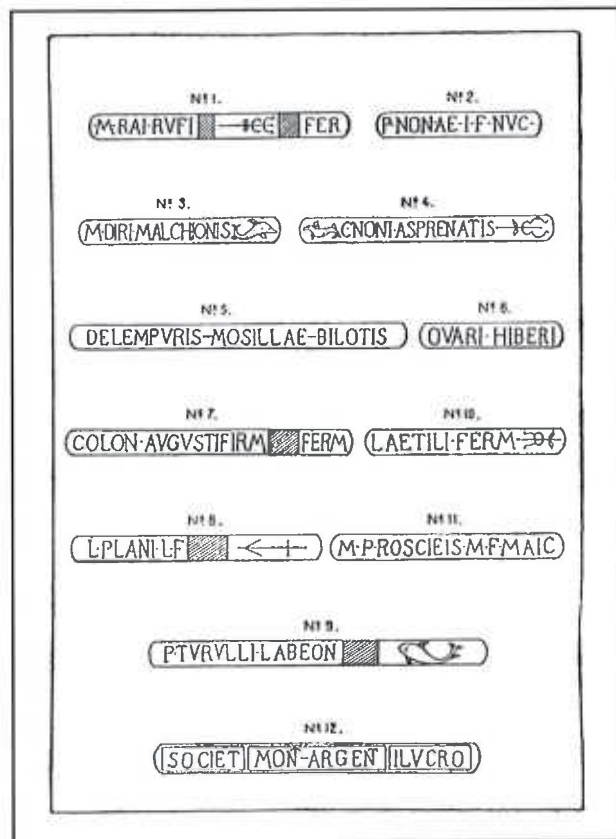 Nº 1.
M·RAI·RVFI FER
Nº 2.
P·NONAE·I·F·NVC·
Nº 3.
M·DIRI·MALCHIONIS
Nº 4.
CNONI·ASPRENATIS
Nº 5.
DELEMPVRIS-MOSILLAE-BILOTIS
Nº 6.
OVARI·HIBERI
Nº 7.
COLON·AVGVSTIFIRM FERM
Nº 10.
LAETILI·FERM
Nº 8.
L·PLANI·L·F
Nº 11.
M·P·ROSCIEIS·M·F·MAIC
Nº 9.
P·TVRVLLI·LABEON
Nº 12.
SOCIET MON-ARGEN ILVCRO